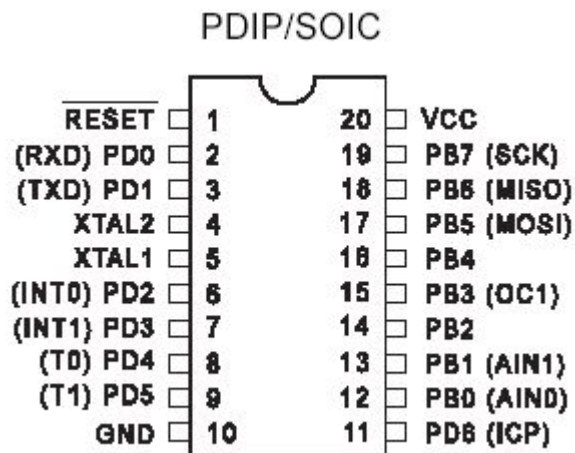 PDIP/SOIC
RESET 1 20 VCC
(RXD) PD0 2 19 PB7 (SCK)
(TXD) PD1 3 18 PB6 (MISO)
XTAL2 4 17 PB5 (MOSI)
XTAL1 5 16 PB4
(INT0) PD2 6 15 PB3 (OC1)
(INT1) PD3 7 14 PB2
(T0) PD4 8 13 PB1 (AIN1)
(T1) PD5 9 12 PB0 (AIN0)
GND 10 11 PD6 (ICP)